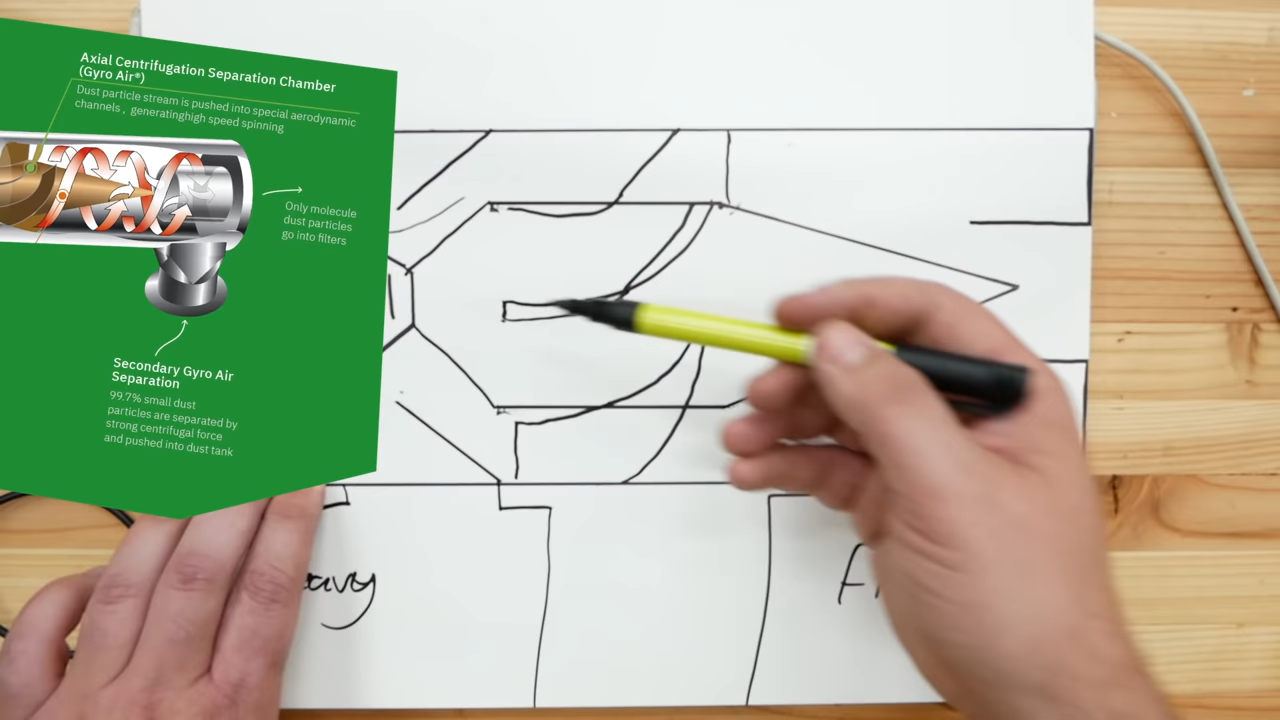 Axial Centrifugation Separation Chamber
(Gyro Air®)
Dust particle stream is pushed into special aerodynamic
channels , generatinghigh speed spinning
Only molecule
dust particles
go into filters
Secondary Gyro Air
Separation
99.7% small dust
particles are separated by
strong centrifugal force
and pushed into dust tank